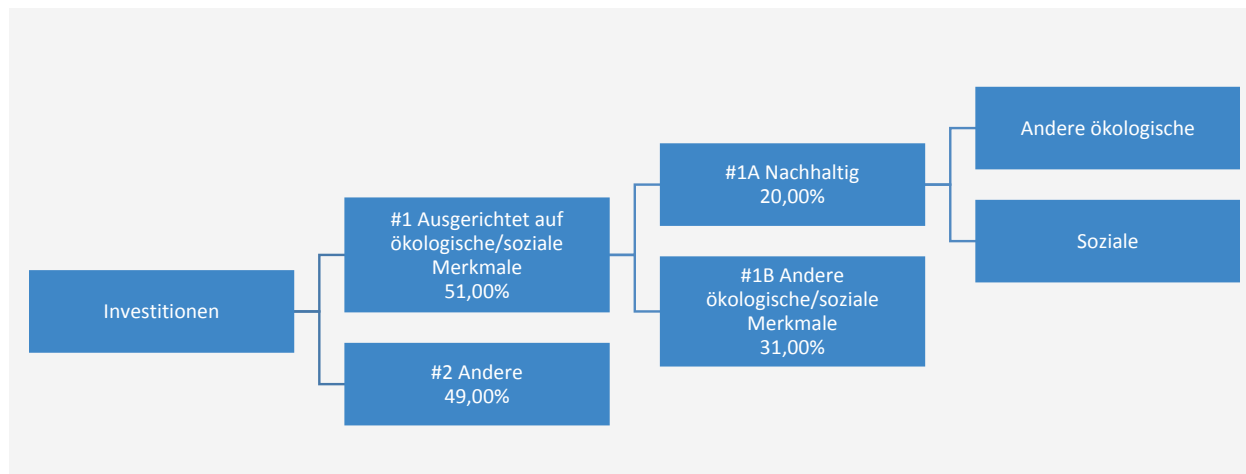 Investitionen
#1 Ausgerichtet auf
ökologische/soziale
Merkmale
51,00%
#2 Andere
49,00%
#1A Nachhaltig
20,00%
#1B Andere
ökologische/soziale
Merkmale
31,00%
Andere ökologische
Soziale